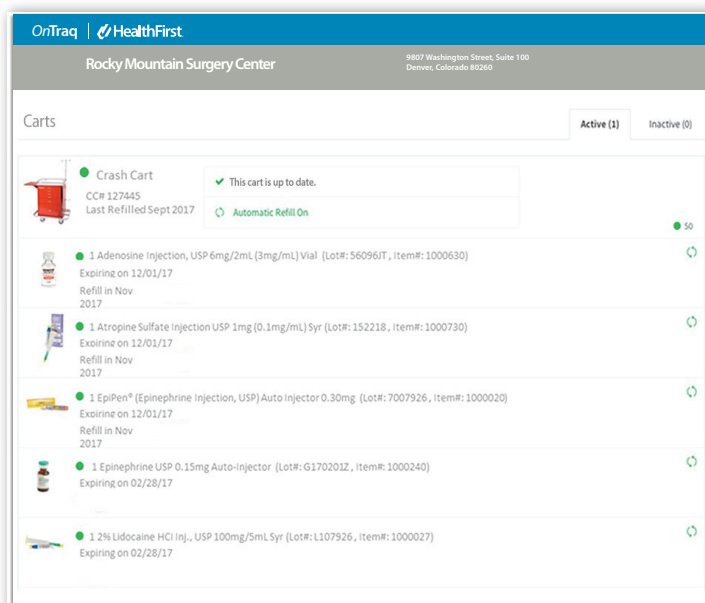 OnTraq | HealthFirst
Rocky Mountain Surgery Center
9807 Washington Street, Suite 100
Denver, Colorado 80260
Carts
Active (1)
Inactive (0)
Crash Cart
CC# 127445
Last Refilled Sept 2017
This cart is up to date.
Automatic Refill On
50
1 Adenosine Injection, USP 6mg/2mL (3mg/mL) Vial (Lot#: 56096JT , Item#: 1000630)
Expiring on 12/01/17
Refill in Nov
2017
1 Atropine Sulfate Injection USP 1mg (0.1mg/mL) Syr (Lot#: 152218 , Item#: 1000730)
Expiring on 12/01/17
Refill in Nov
2017
1 EpiPen® (Epinephrine Injection, USP) Auto Injector 0.30mg (Lot#: 7007926 , Item#: 1000020)
Expiring on 12/01/17
Refill in Nov
2017
1 Epinephrine USP 0.15mg Auto-Injector (Lot#: G170201Z , Item#: 1000240)
Expiring on 02/28/17
1 2% Lidocaine HCI Inj., USP 100mg/5mL Syr (Lot#: L107926 , Item#: 1000027)
Expiring on 02/28/17